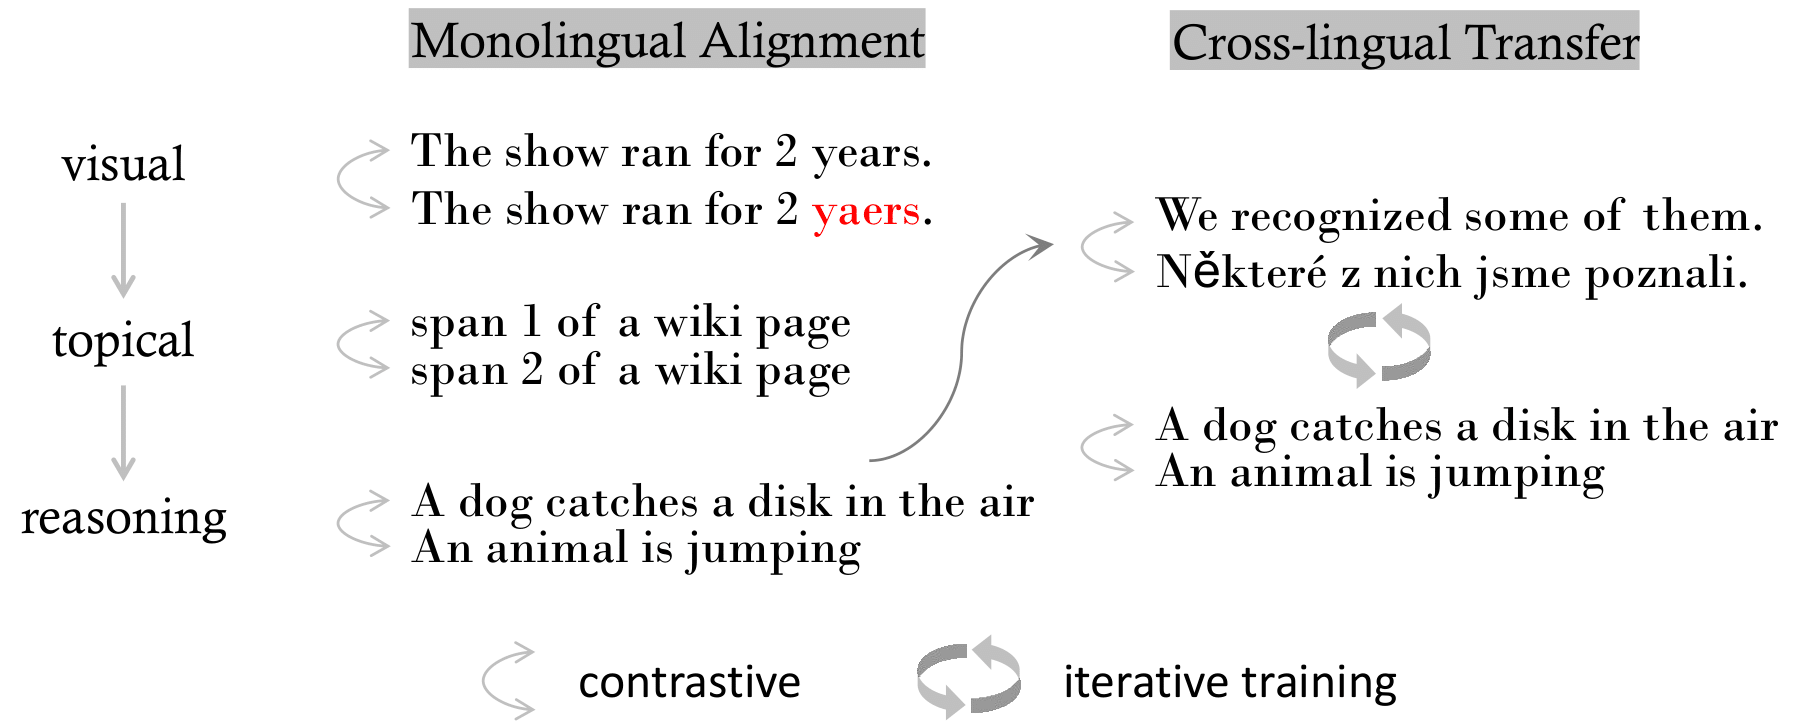 Monolingual Alignment
Cross-lingual Transfer
visual
The show ran for 2 years.
The show ran for 2 yaers.
topical
span 1 of a wiki page
span 2 of a wiki page
reasoning
A dog catches a disk in the air
An animal is jumping
We recognized some of them.
Některé z nich jsme poznali.
A dog catches a disk in the air
An animal is jumping
contrastive
iterative training